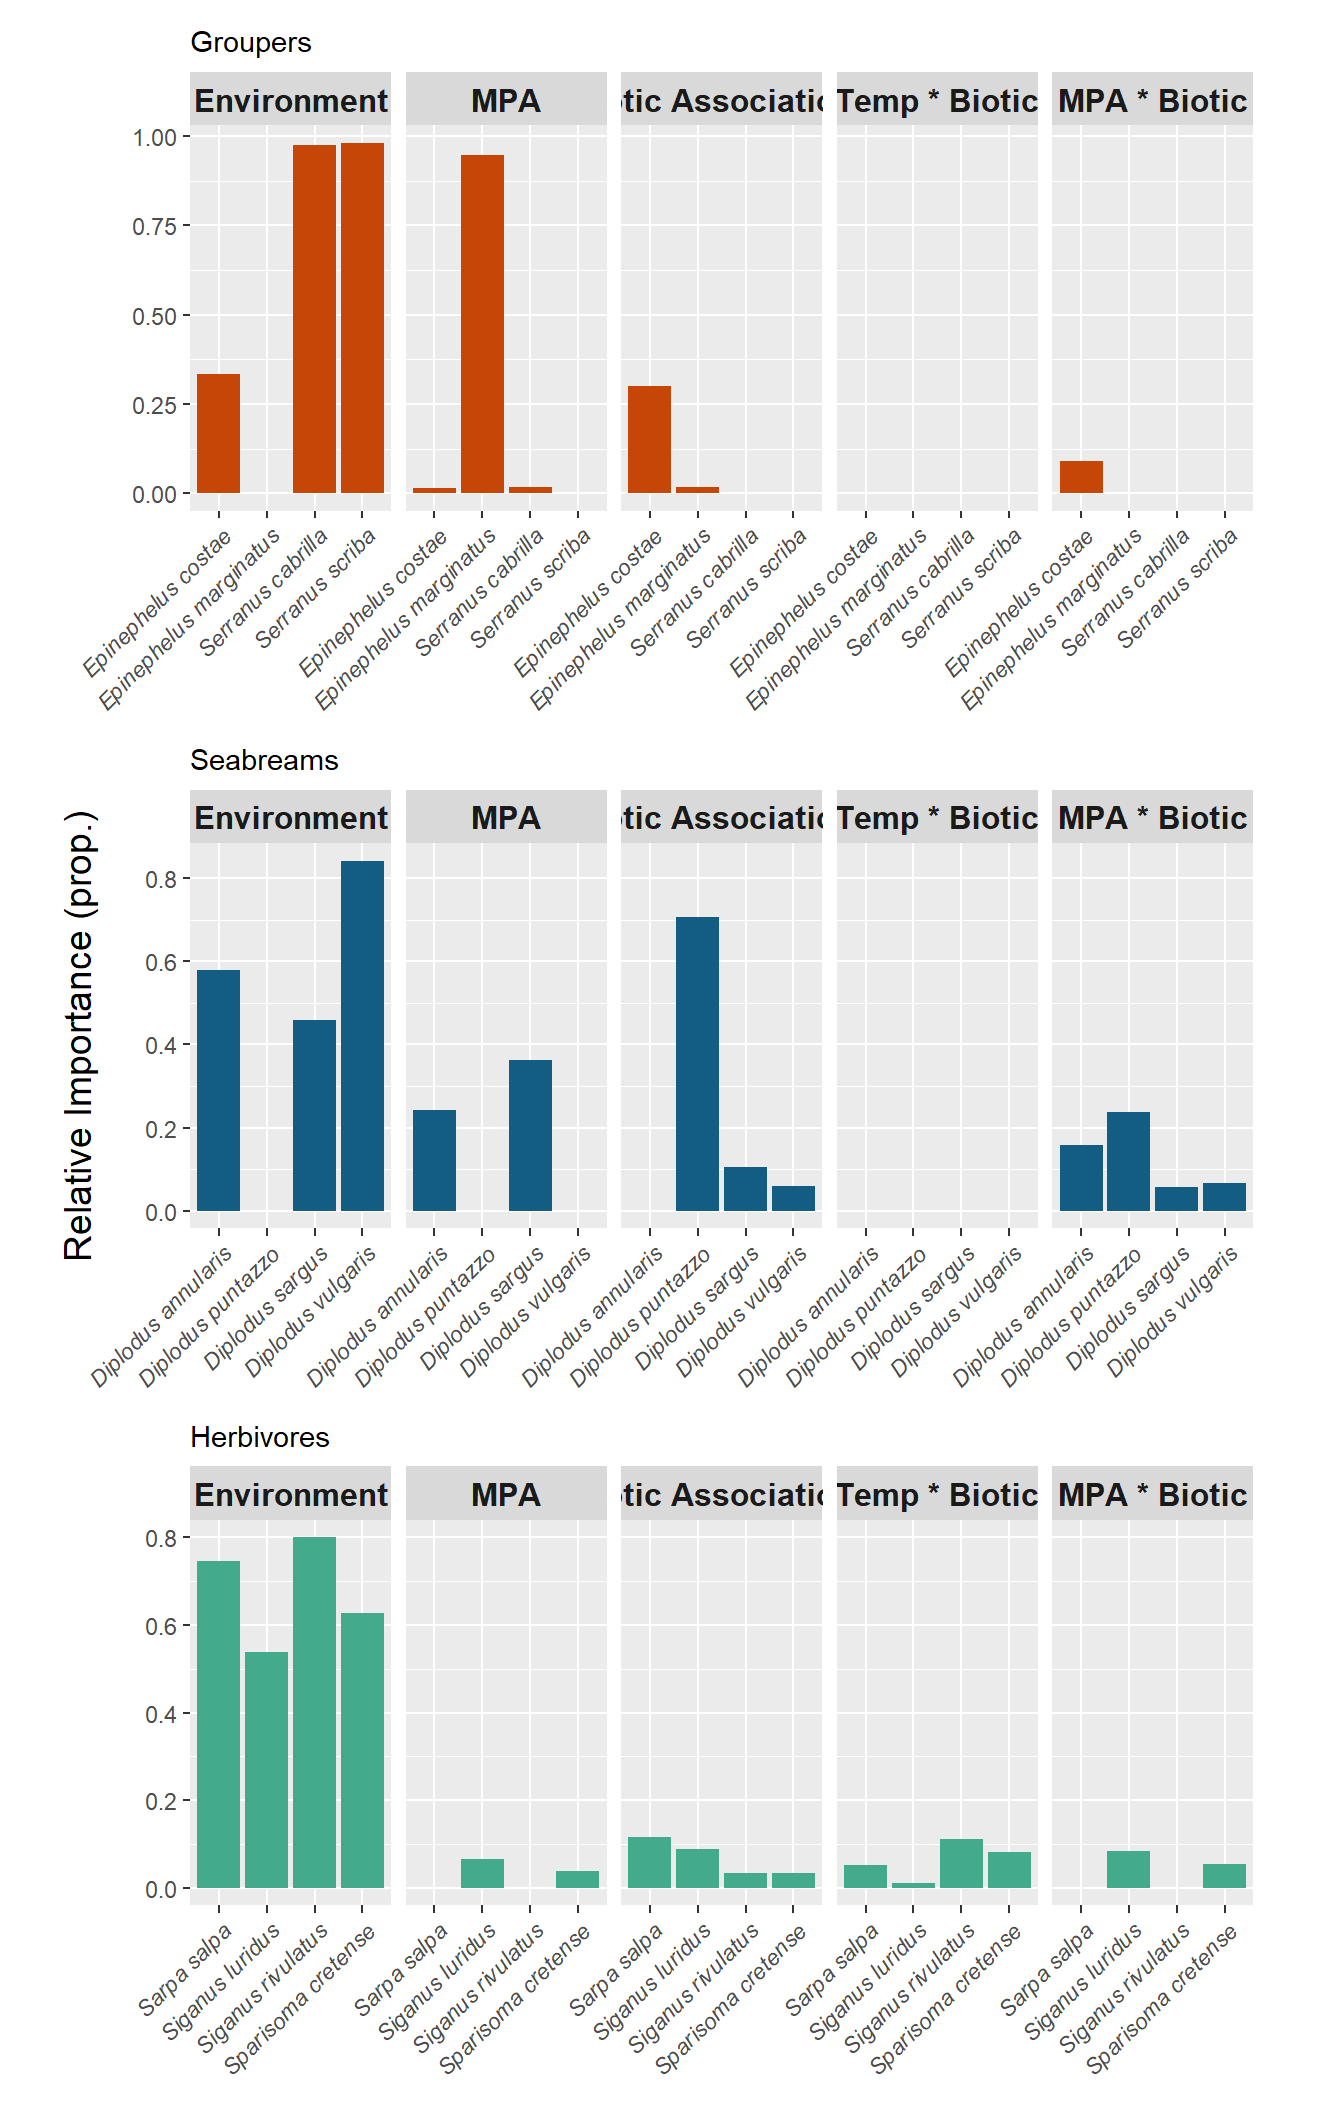 Groupers
Environment MPA otic Associatio Temp * Biotic MPA * Biotic
1.00
0.75
0.50
0.25
0.00
Epinephelus costae Epinephelus marginatus Serranus cabrilla Serranus scriba Epinephelus costae Epinephelus marginatus Serranus cabrilla Serranus scriba Epinephelus costae Epinephelus marginatus Serranus cabrilla Serranus scriba Epinephelus costae Epinephelus marginatus Serranus cabrilla Serranus scriba Epinephelus costae Epinephelus marginatus Serranus cabrilla Serranus scriba
Relative Importance (prop.)
Seabreams
Environment MPA otic Associatio Temp * Biotic MPA * Biotic
0.8
0.6
0.4
0.2
0.0
Diplodus annularis Diplodus puntazzo Diplodus sargus Diplodus vulgaris Diplodus annularis Diplodus puntazzo Diplodus sargus Diplodus vulgaris Diplodus annularis Diplodus puntazzo Diplodus sargus Diplodus vulgaris Diplodus annularis Diplodus puntazzo Diplodus sargus Diplodus vulgaris Diplodus annularis Diplodus puntazzo Diplodus sargus Diplodus vulgaris
Herbivores
Environment MPA otic Associatio Temp * Biotic MPA * Biotic
0.8
0.6
0.4
0.2
0.0
Sarpa salpa Siganus luridus Siganus rivulatus Sparisoma cretense Sarpa salpa Siganus luridus Siganus rivulatus Sparisoma cretense Sarpa salpa Siganus luridus Siganus rivulatus Sparisoma cretense Sarpa salpa Siganus luridus Siganus rivulatus Sparisoma cretense Sarpa salpa Siganus luridus Siganus rivulatus Sparisoma cretense